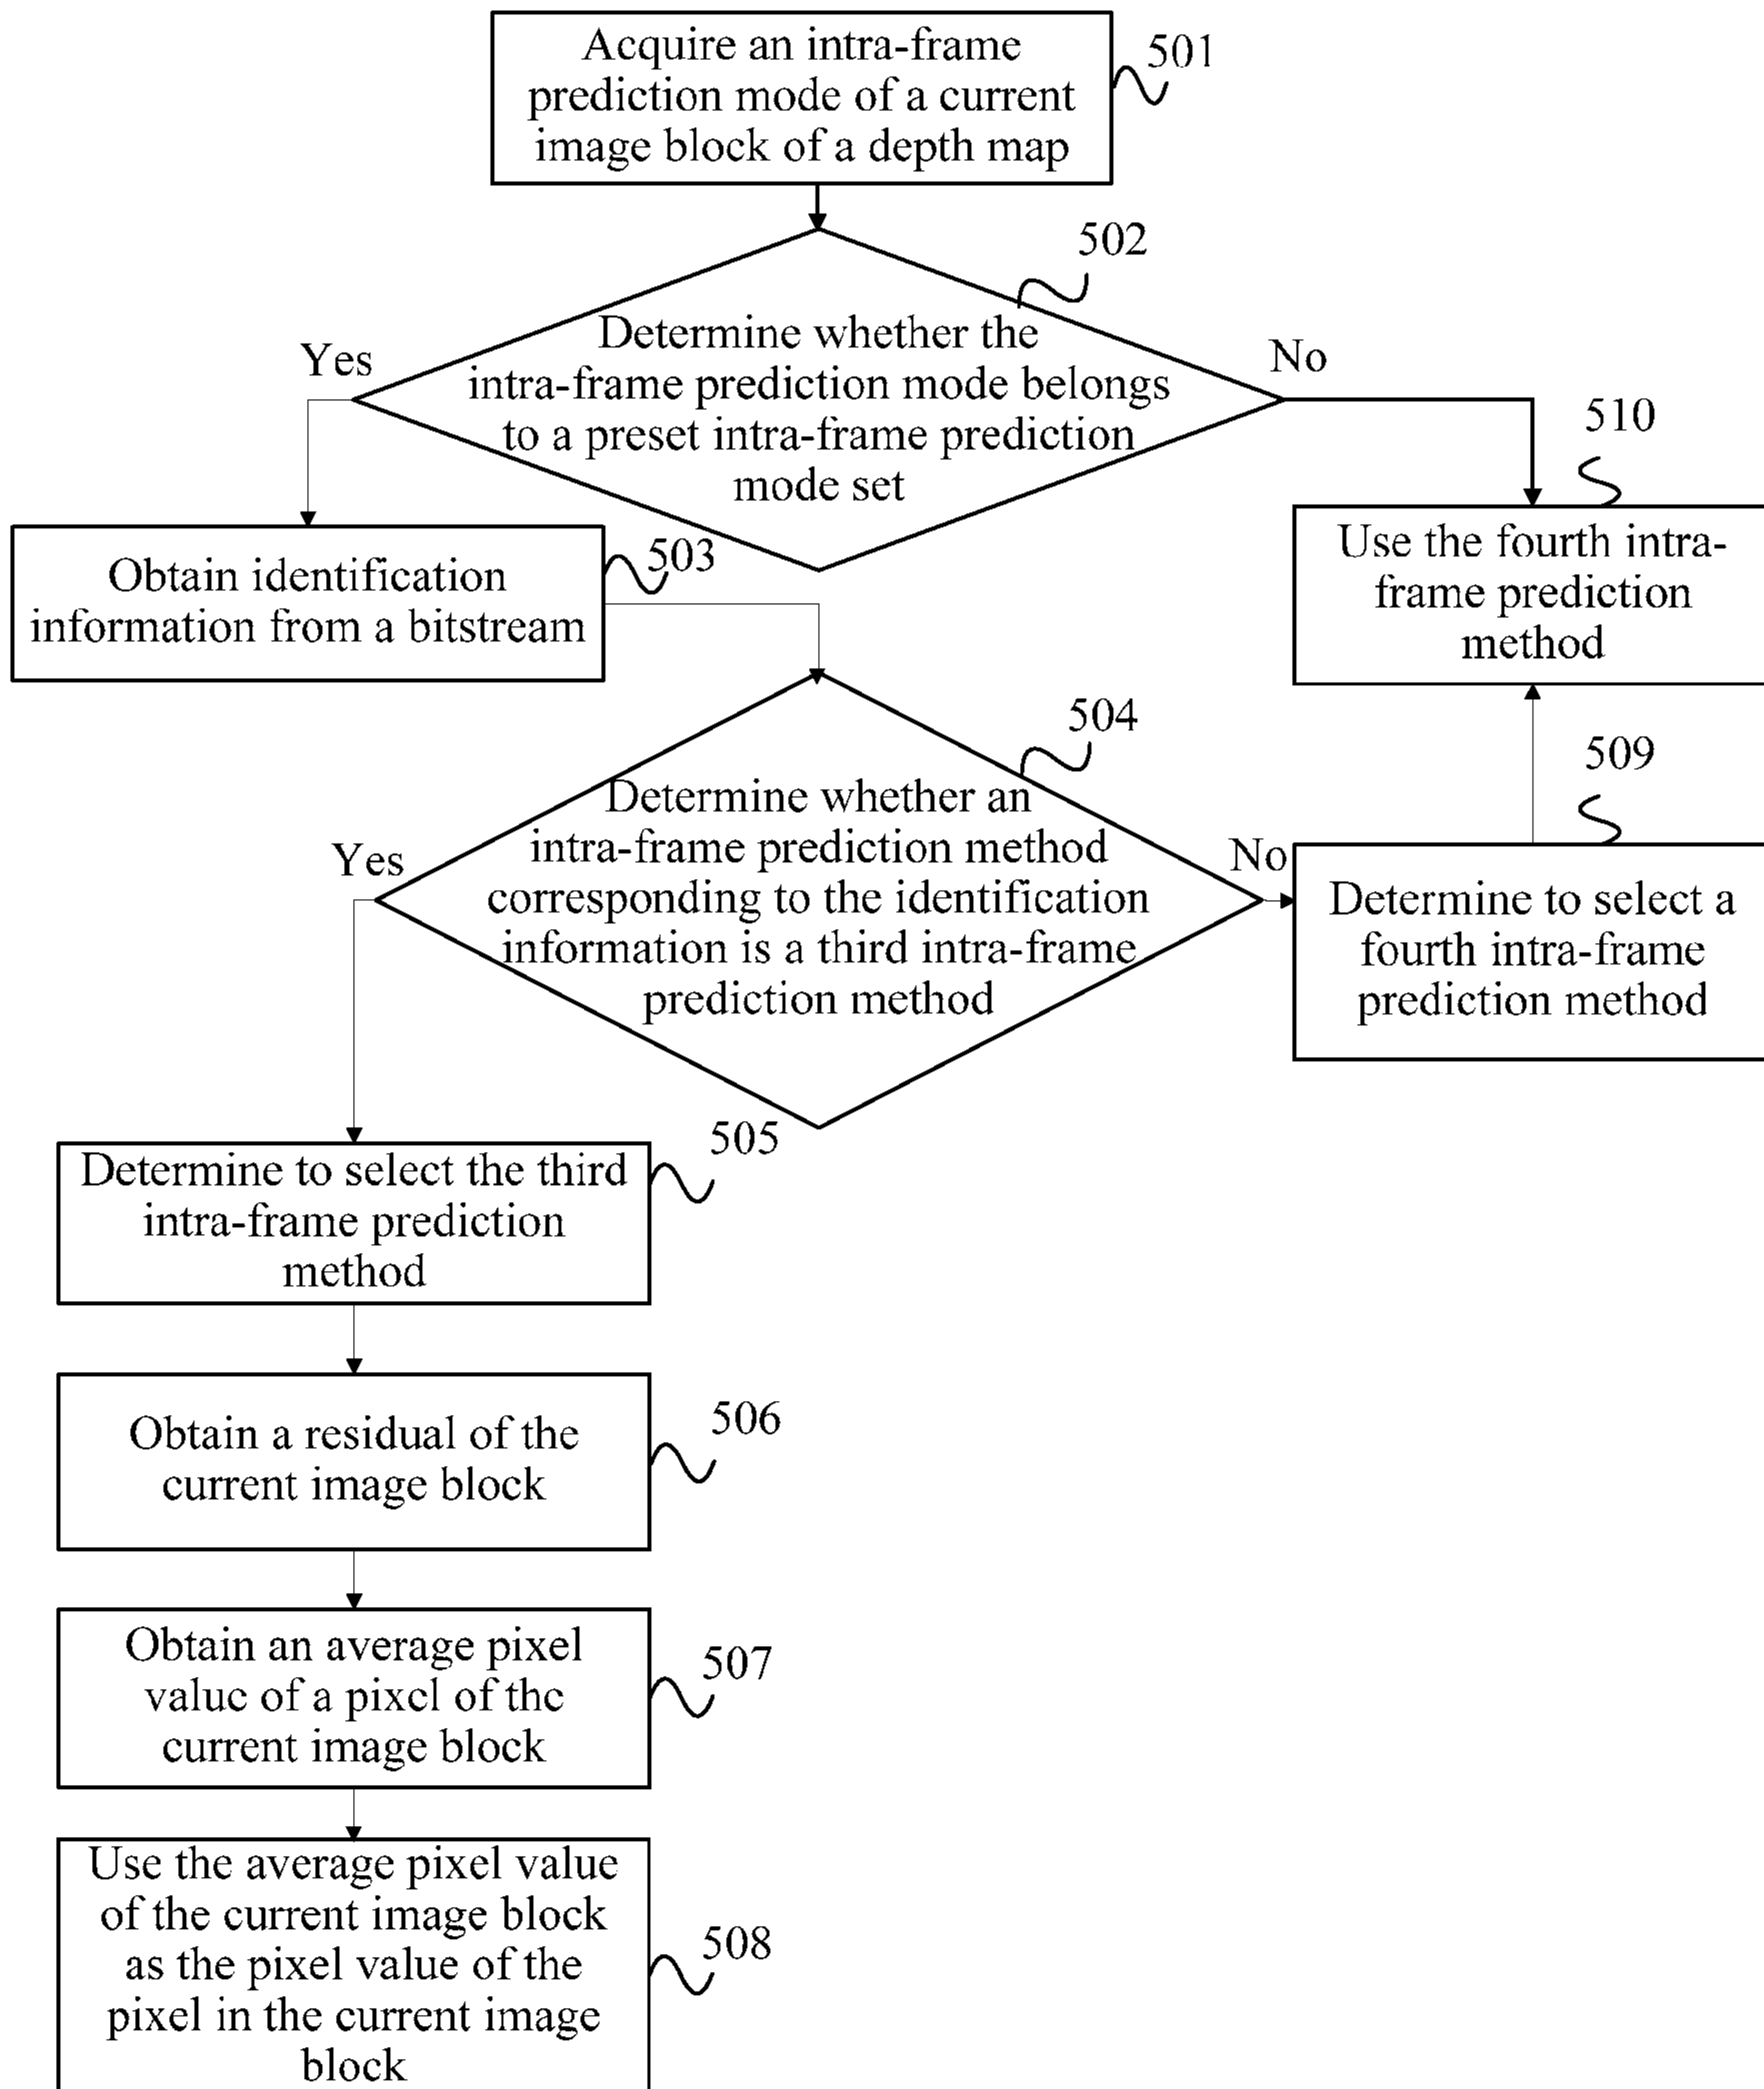 Acquire an intra-frame
prediction mode of a current
image block of a depth map
501
502
Determine whether the
intra-frame prediction mode belongs
to a preset intra-frame prediction
mode set
Yes
No
510
Use the fourth intra-
frame prediction
method
503
Obtain identification
information from a bitstream
504
Determine whether an
intra-frame prediction method
corresponding to the identification
information is a third intra-frame
prediction method
Yes
No
509
Determine to select a
fourth intra-frame
prediction method
505
Determine to select the third
intra-frame prediction
method
506
Obtain a residual of the
current image block
Obtain an average pixel
value of a pixel of the
current image block
507
Use the average pixel value
of the current image block
as the pixel value of the
pixel in the current image
block
508